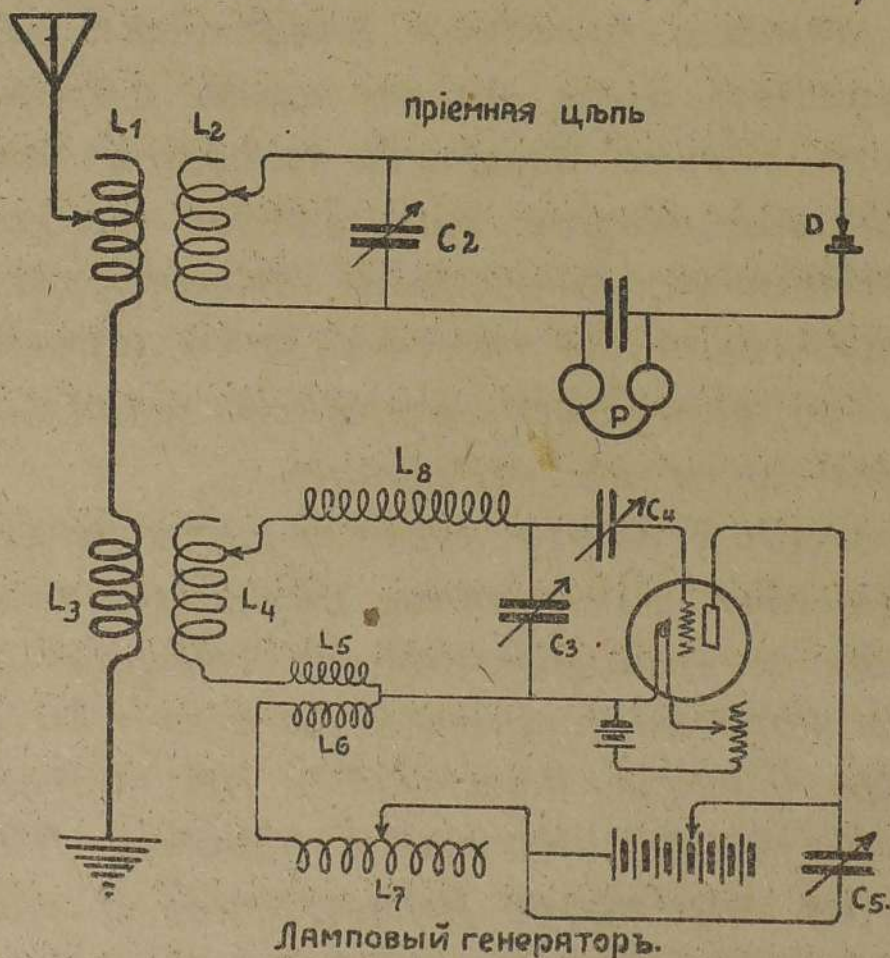 L1 L2
Пріемная цѣпь
C2
D
P
L8
C4
L3
L4
C3
L5
L6
L7
C5.
Ламповый генераторъ.